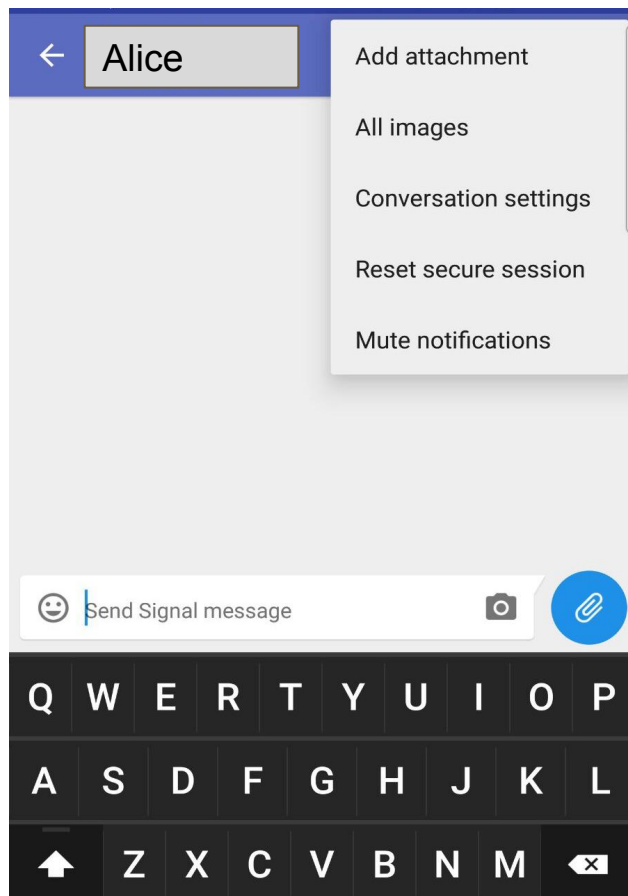 Alice
Add attachment
All images
Conversation settings
Reset secure session
Mute notifications
Send Signal message
Q W E R T Y U I O P
A S D F G H J K L
Z X C V B N M